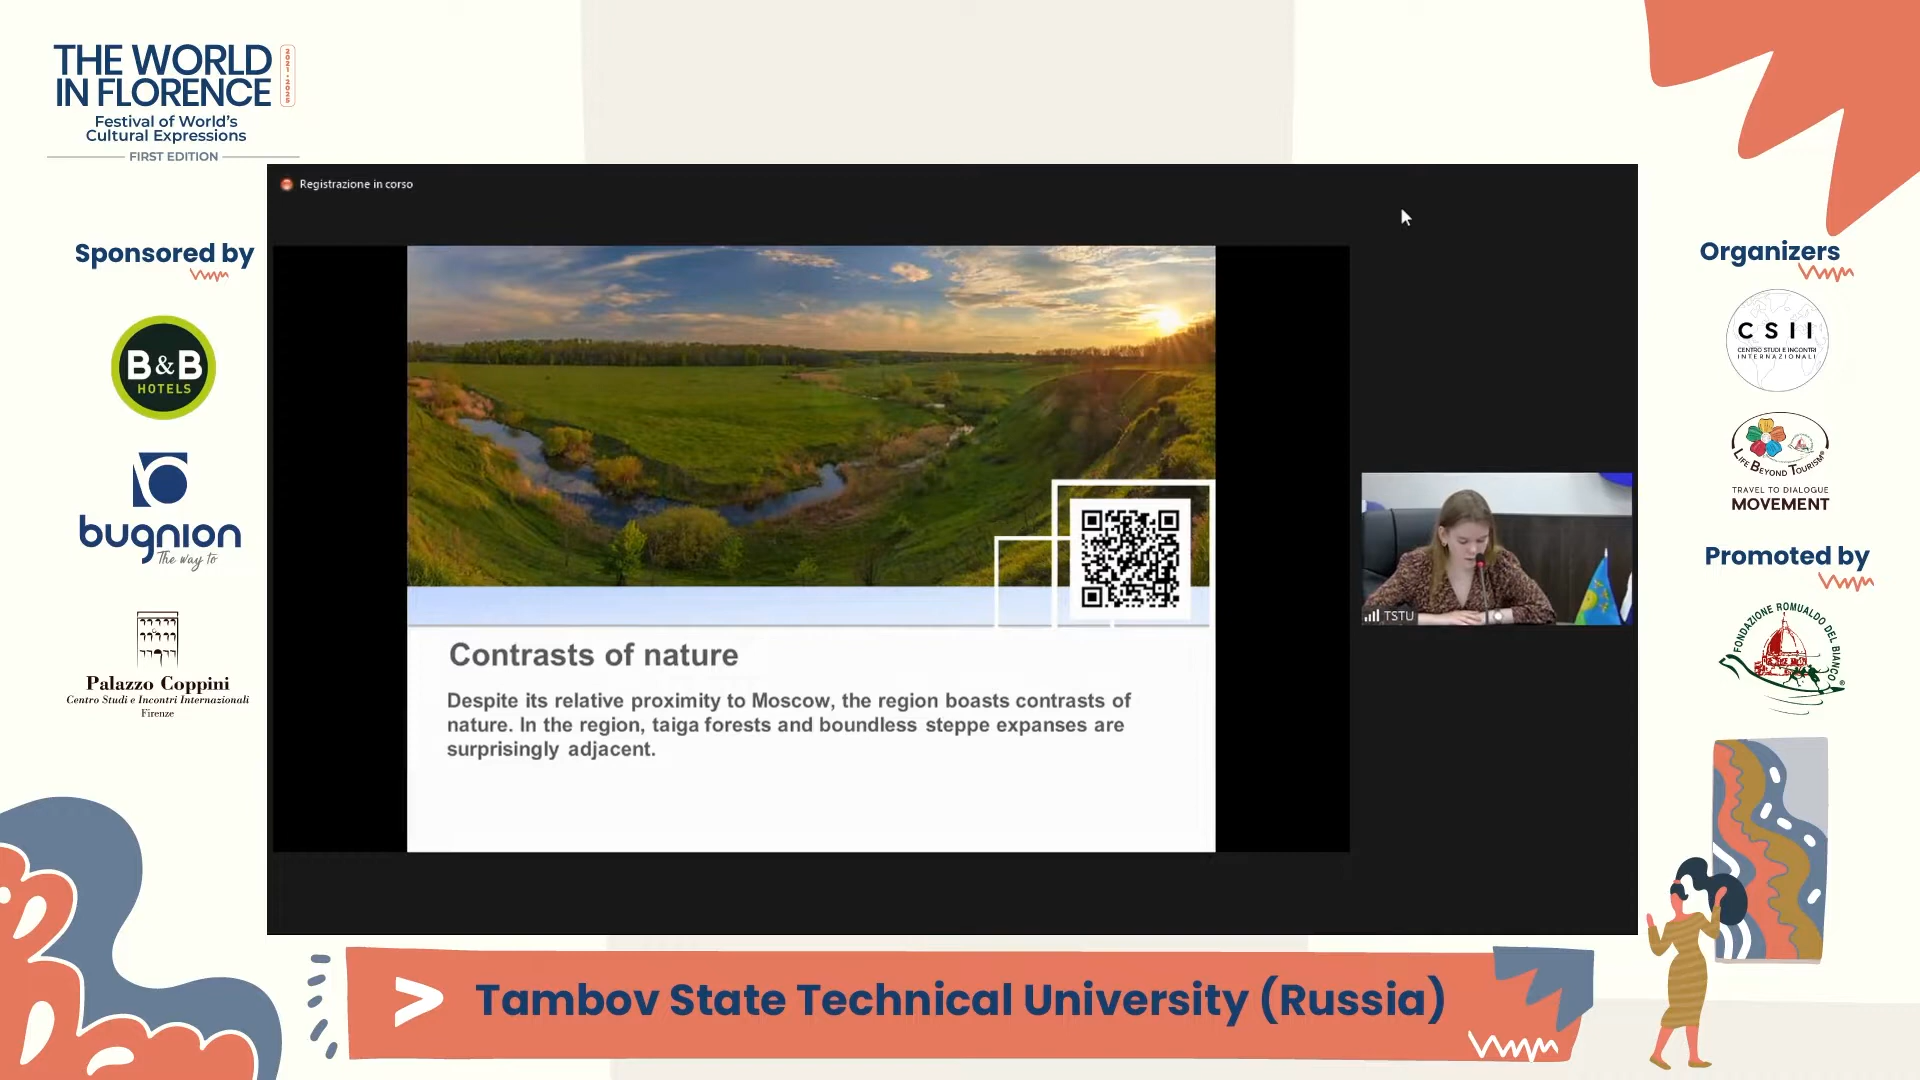 THE WORLD
IN FLORENCE
2021-2025
Festival of World's
Cultural Expressions
FIRST EDITION
Registrazione in corso
Sponsored by
B&B
HOTELS
bugnion
The way to
Palazzo Coppini
Centro Studi e Incontri Internazionali
Firenze
Contrasts of nature
Despite its relative proximity to Moscow, the region boasts contrasts of
nature. In the region, taiga forests and boundless steppe expanses are
surprisingly adjacent.
TSTU
Organizers
CSII
CENTRO STUDI E INCONTRI
INTERNAZIONALI
LIFE BEYOND TOURISM®
TRAVEL TO DIALOGUE
MOVEMENT
Promoted by
FONDAZIONE ROMUALDO DEL BIANCO®
> Tambov State Technical University (Russia)